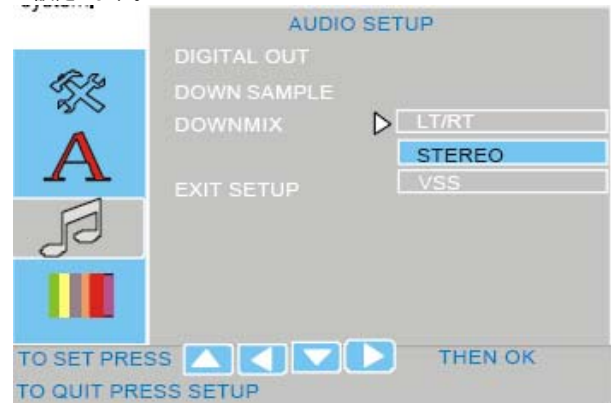 system.
AUDIO SETUP
DIGITAL OUT
DOWN SAMPLE
DOWNMIX
LT/RT
STEREO
VSS
EXIT SETUP
A
TO SET PRESS THEN OK
TO QUIT PRESS SETUP